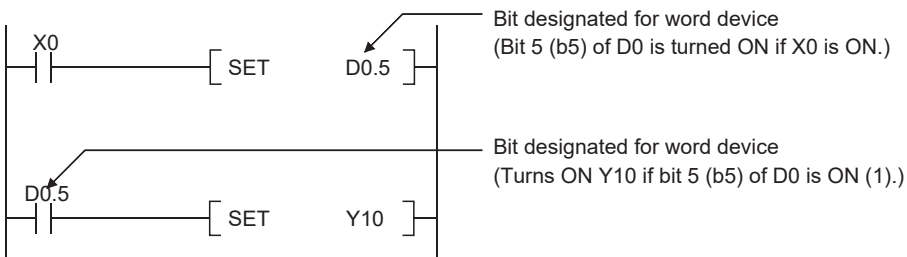 Bit designated for word device
(Bit 5 (b5) of D0 is turned ON if X0 is ON.)
X0
SET D0.5
Bit designated for word device
(Turns ON Y10 if bit 5 (b5) of D0 is ON (1).)
D0.5
SET Y10